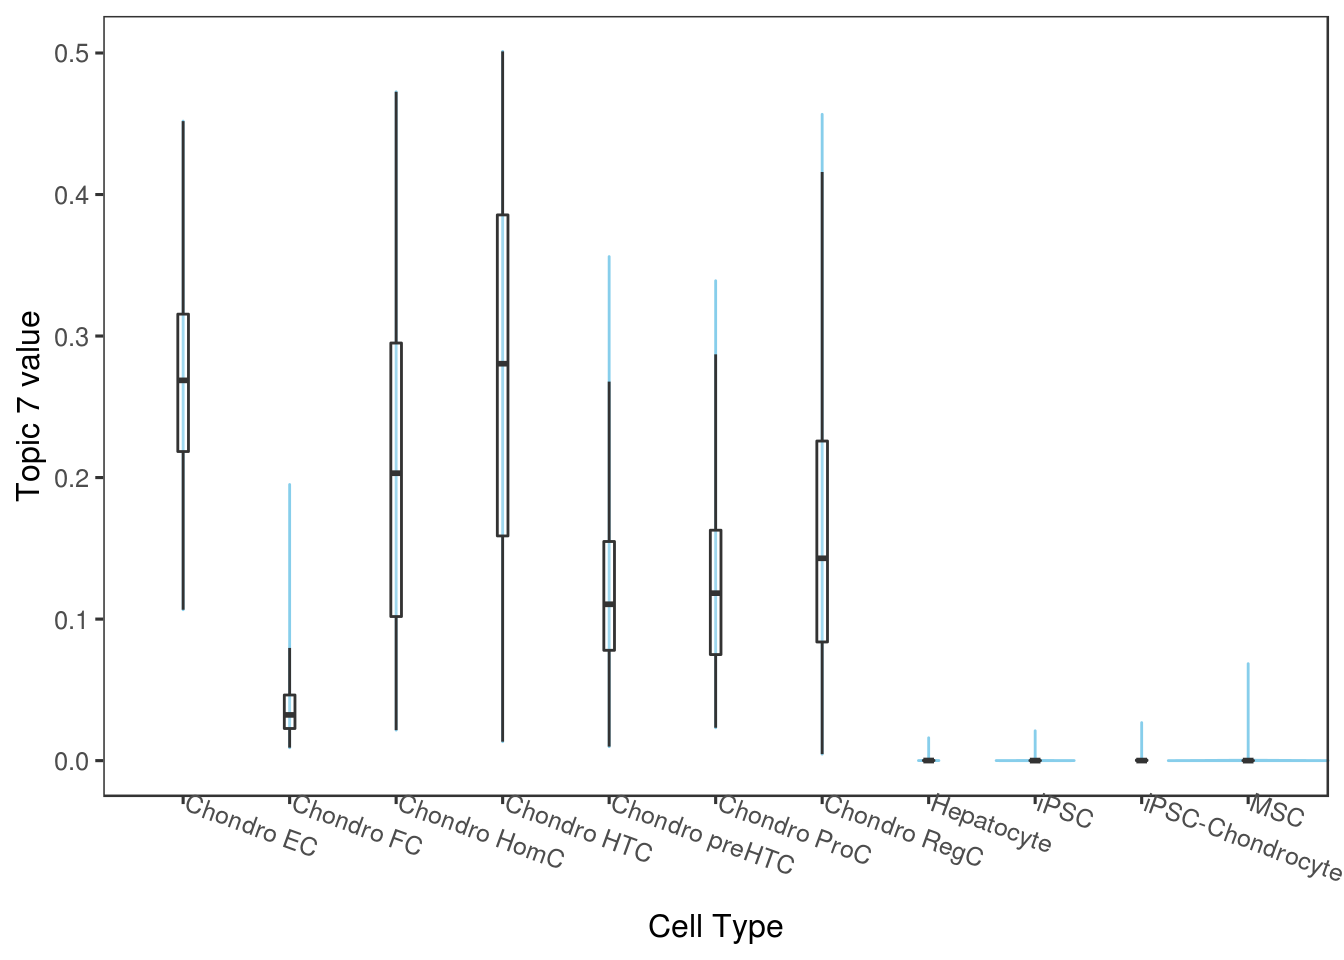 0.5
0.4
0.3
0.2
0.1
0.0
Topic 7 value
Chondro EC
Chondro FC
Chondro HomC
Chondro HTC
Chondro preHTC
Chondro ProC
Chondro RegC
Hepatocyte
iPSC
iPSC-Chondrocyte
MSC
Cell Type